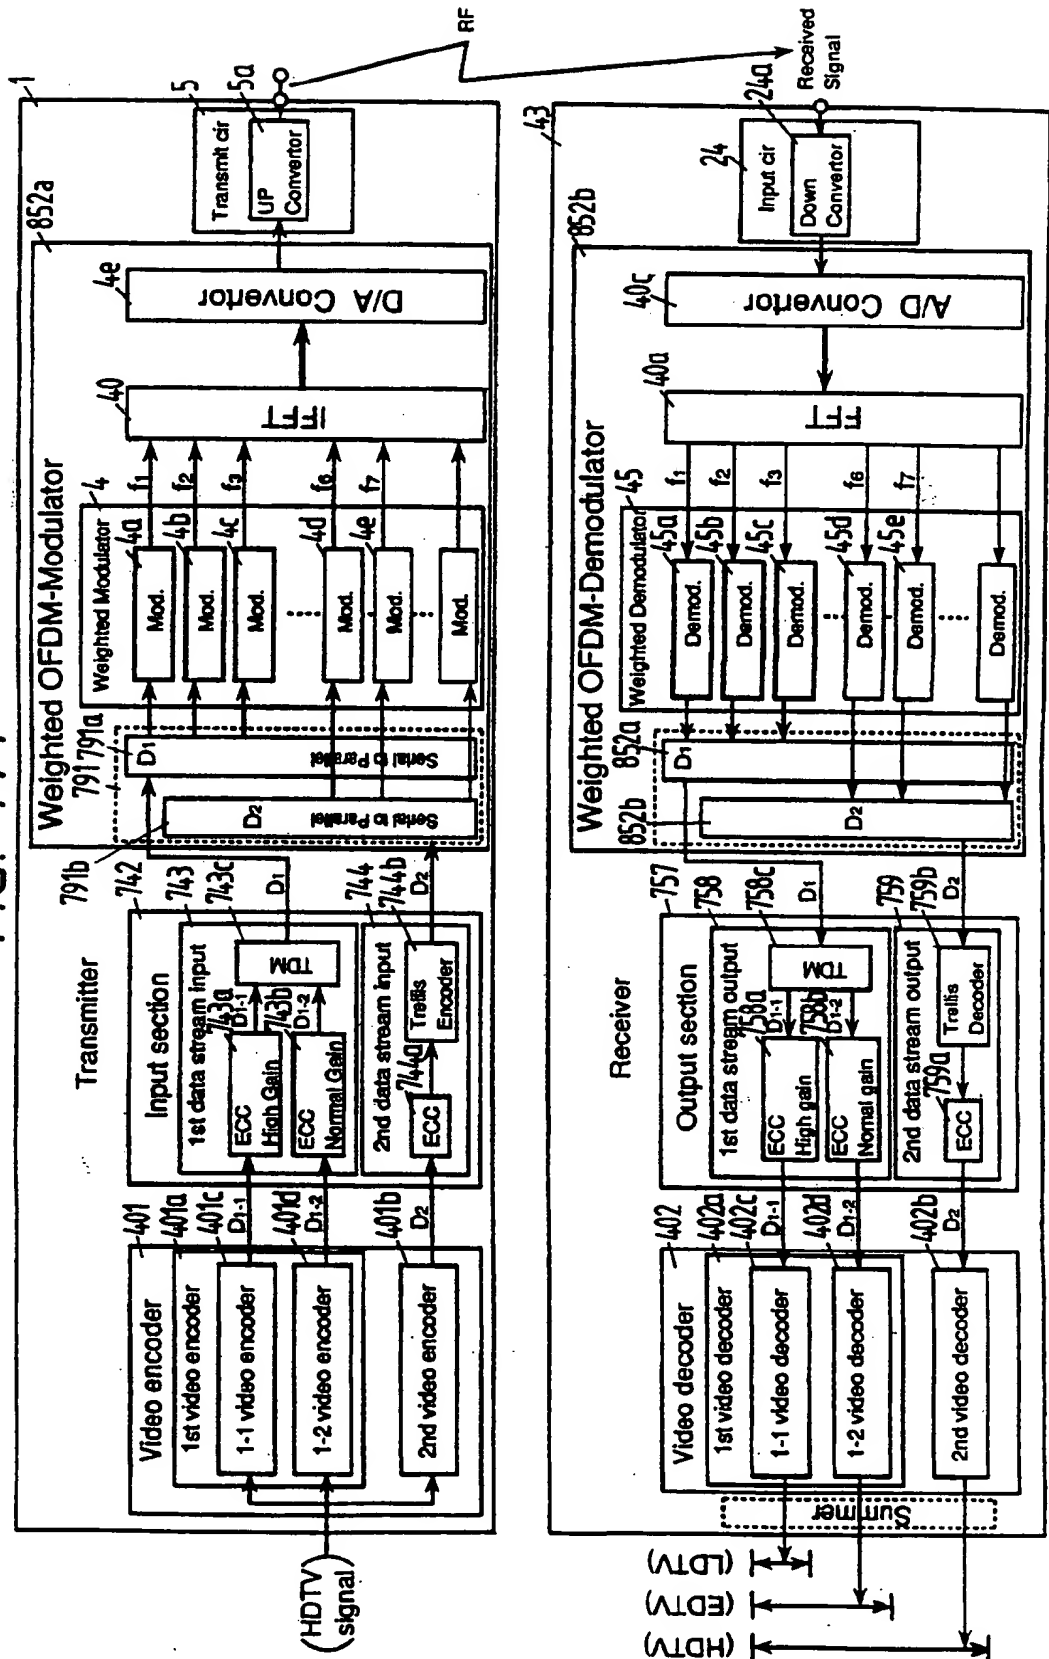 Transmitter
1
HDTV signal
Video encoder
401
1st video encoder
401a
1-1 video encoder
401c
1-2 video encoder
401d
2nd video encoder
401b
D1-1
D1-2
D2
Input section
742
1st data stream input
743
ECC High Gain
743a
ECC Normal Gain
743b
D1-1
D1-2
TDM
743c
2nd data stream input
744
ECC
744a
Trellis Encoder
744b
D1
D2
Weighted OFDM-Modulator
852a
791
791a
791b
D1
Serial to Parallel
D2
Serial to Parallel
Weighted Modulator
4
Mod.
4a
Mod.
4b
Mod.
4c
Mod.
4d
Mod.
4e
Mod.
f1
f2
f3
f6
f7
IFFT
40
D/A Convertor
4e
Transmit cir
5
UP Convertor
5a
RF
Receiver
43
Received Signal
Input cir
24
Down Convertor
24a
Weighted OFDM-Demodulator
852b
A/D Convertor
40c
FFT
40a
f1
f2
f3
f6
f7
Weighted Demodulator
45
Demod.
45a
Demod.
45b
Demod.
45c
Demod.
45d
Demod.
45e
Demod.
852a
D1
852b
D2
D1
D2
Output section
757
1st data stream output
758
TDM
758c
D1-1
D1-2
ECC High gain
758a
ECC Nomal gain
758b
2nd data stream output
759
Trellis Decoder
759b
ECC
759a
D1-1
D1-2
D2
Video decoder
402
1st video decoder
402a
1-1 video decoder
402c
1-2 video decoder
402d
2nd video decoder
402b
Summer
(LDTV)
(EDTV)
(HDTV)